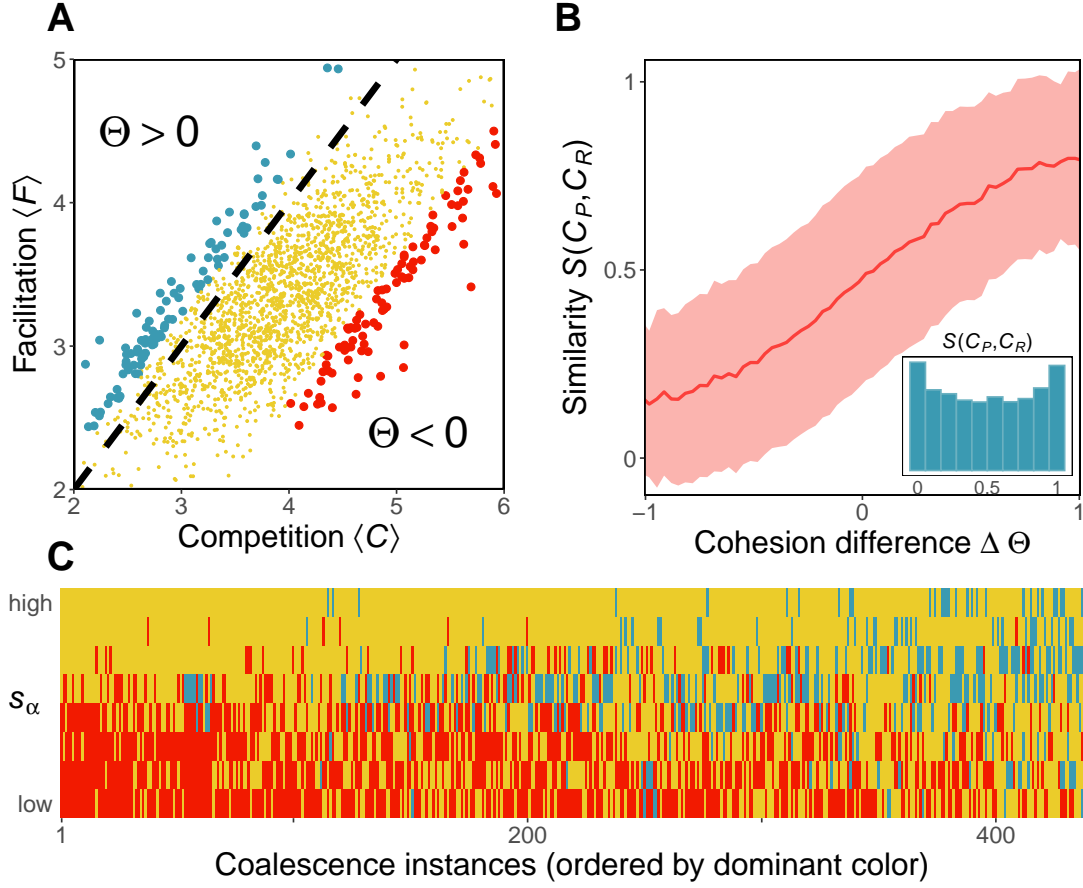 A
5
4
3
2
Facilitation ⟨F⟩
Θ > 0
Θ < 0
2 3 4 5 6
Competition ⟨C⟩
B
1
0.5
0
Similarity S(C_P,C_R)
S(C_P,C_R)
0 0.5 1
−1 0 1
Cohesion difference Δ Θ
C
high
s_α
low
1 200 400
Coalescence instances (ordered by dominant color)